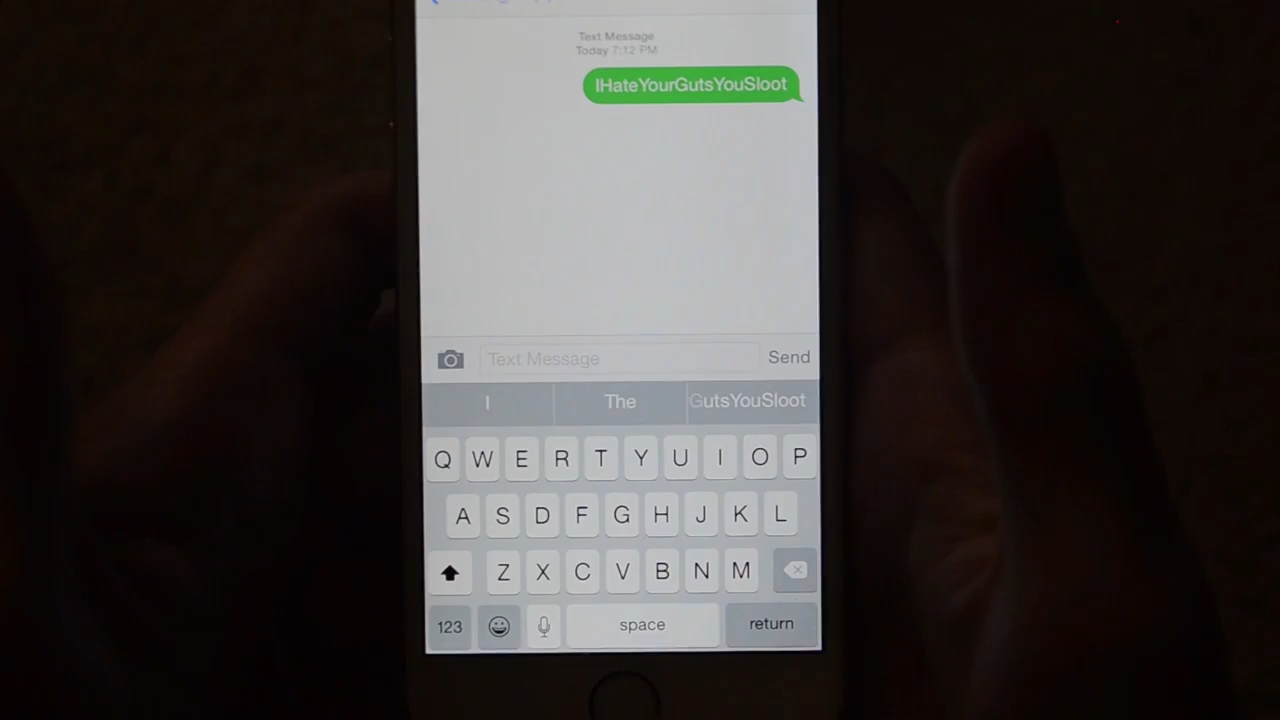 Text Message
Today 7:12 PM
IHateYourGutsYouSloot
Text Message Send
I The GutsYouSloot
Q W E R T Y U I O P
A S D F G H J K L
Z X C V B N M
123 space return